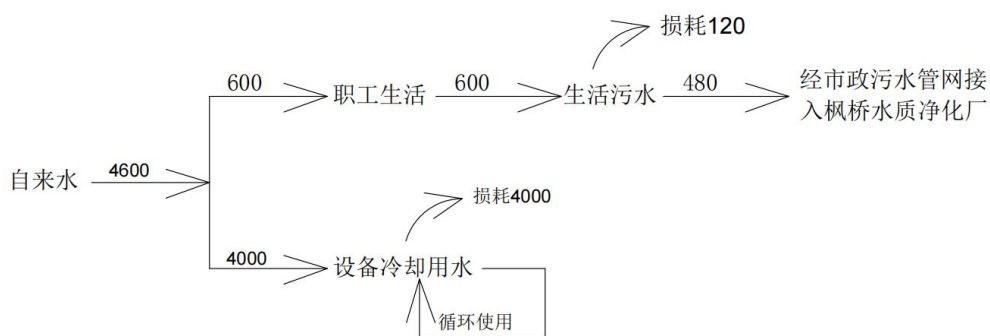 损耗120
600
职工生活
600
生活污水
480
经市政污水管网接
入枫桥水质净化厂
自来水
4600
损耗4000
4000
设备冷却用水
循环使用